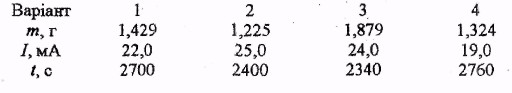 Варіант 1 2 3 4
m, г 1,429 1,225 1,879 1,324
I, мА 22,0 25,0 24,0 19,0
t, с 2700 2400 2340 2760